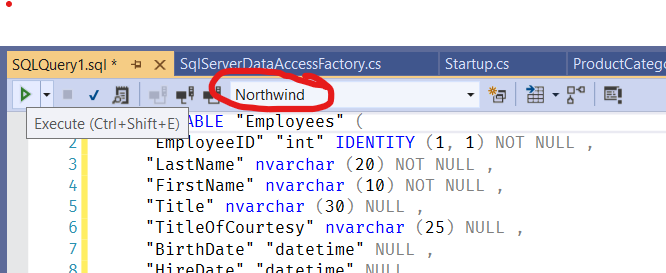 SQLQuery1.sql * SqlServerDataAccessFactory.cs Startup.cs ProductCateg
Northwind
Execute (Ctrl+Shift+E) ABLE "Employees" (
2 "EmployeeID" "int" IDENTITY (1, 1) NOT NULL ,
3 "LastName" nvarchar (20) NOT NULL ,
4 "FirstName" nvarchar (10) NOT NULL ,
5 "Title" nvarchar (30) NULL ,
6 "TitleOfCourtesy" nvarchar (25) NULL ,
7 "BirthDate" "datetime" NULL ,
8 "HireDate" "datetime" NULL